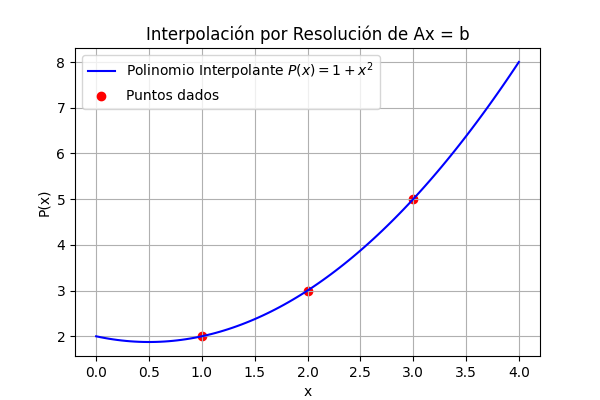 Interpolación por Resolución de Ax = b
Polinomio Interpolante P(x) = 1 + x²
Puntos dados
8
7
6
5
4
3
2
P(x)
0.0 0.5 1.0 1.5 2.0 2.5 3.0 3.5 4.0
x